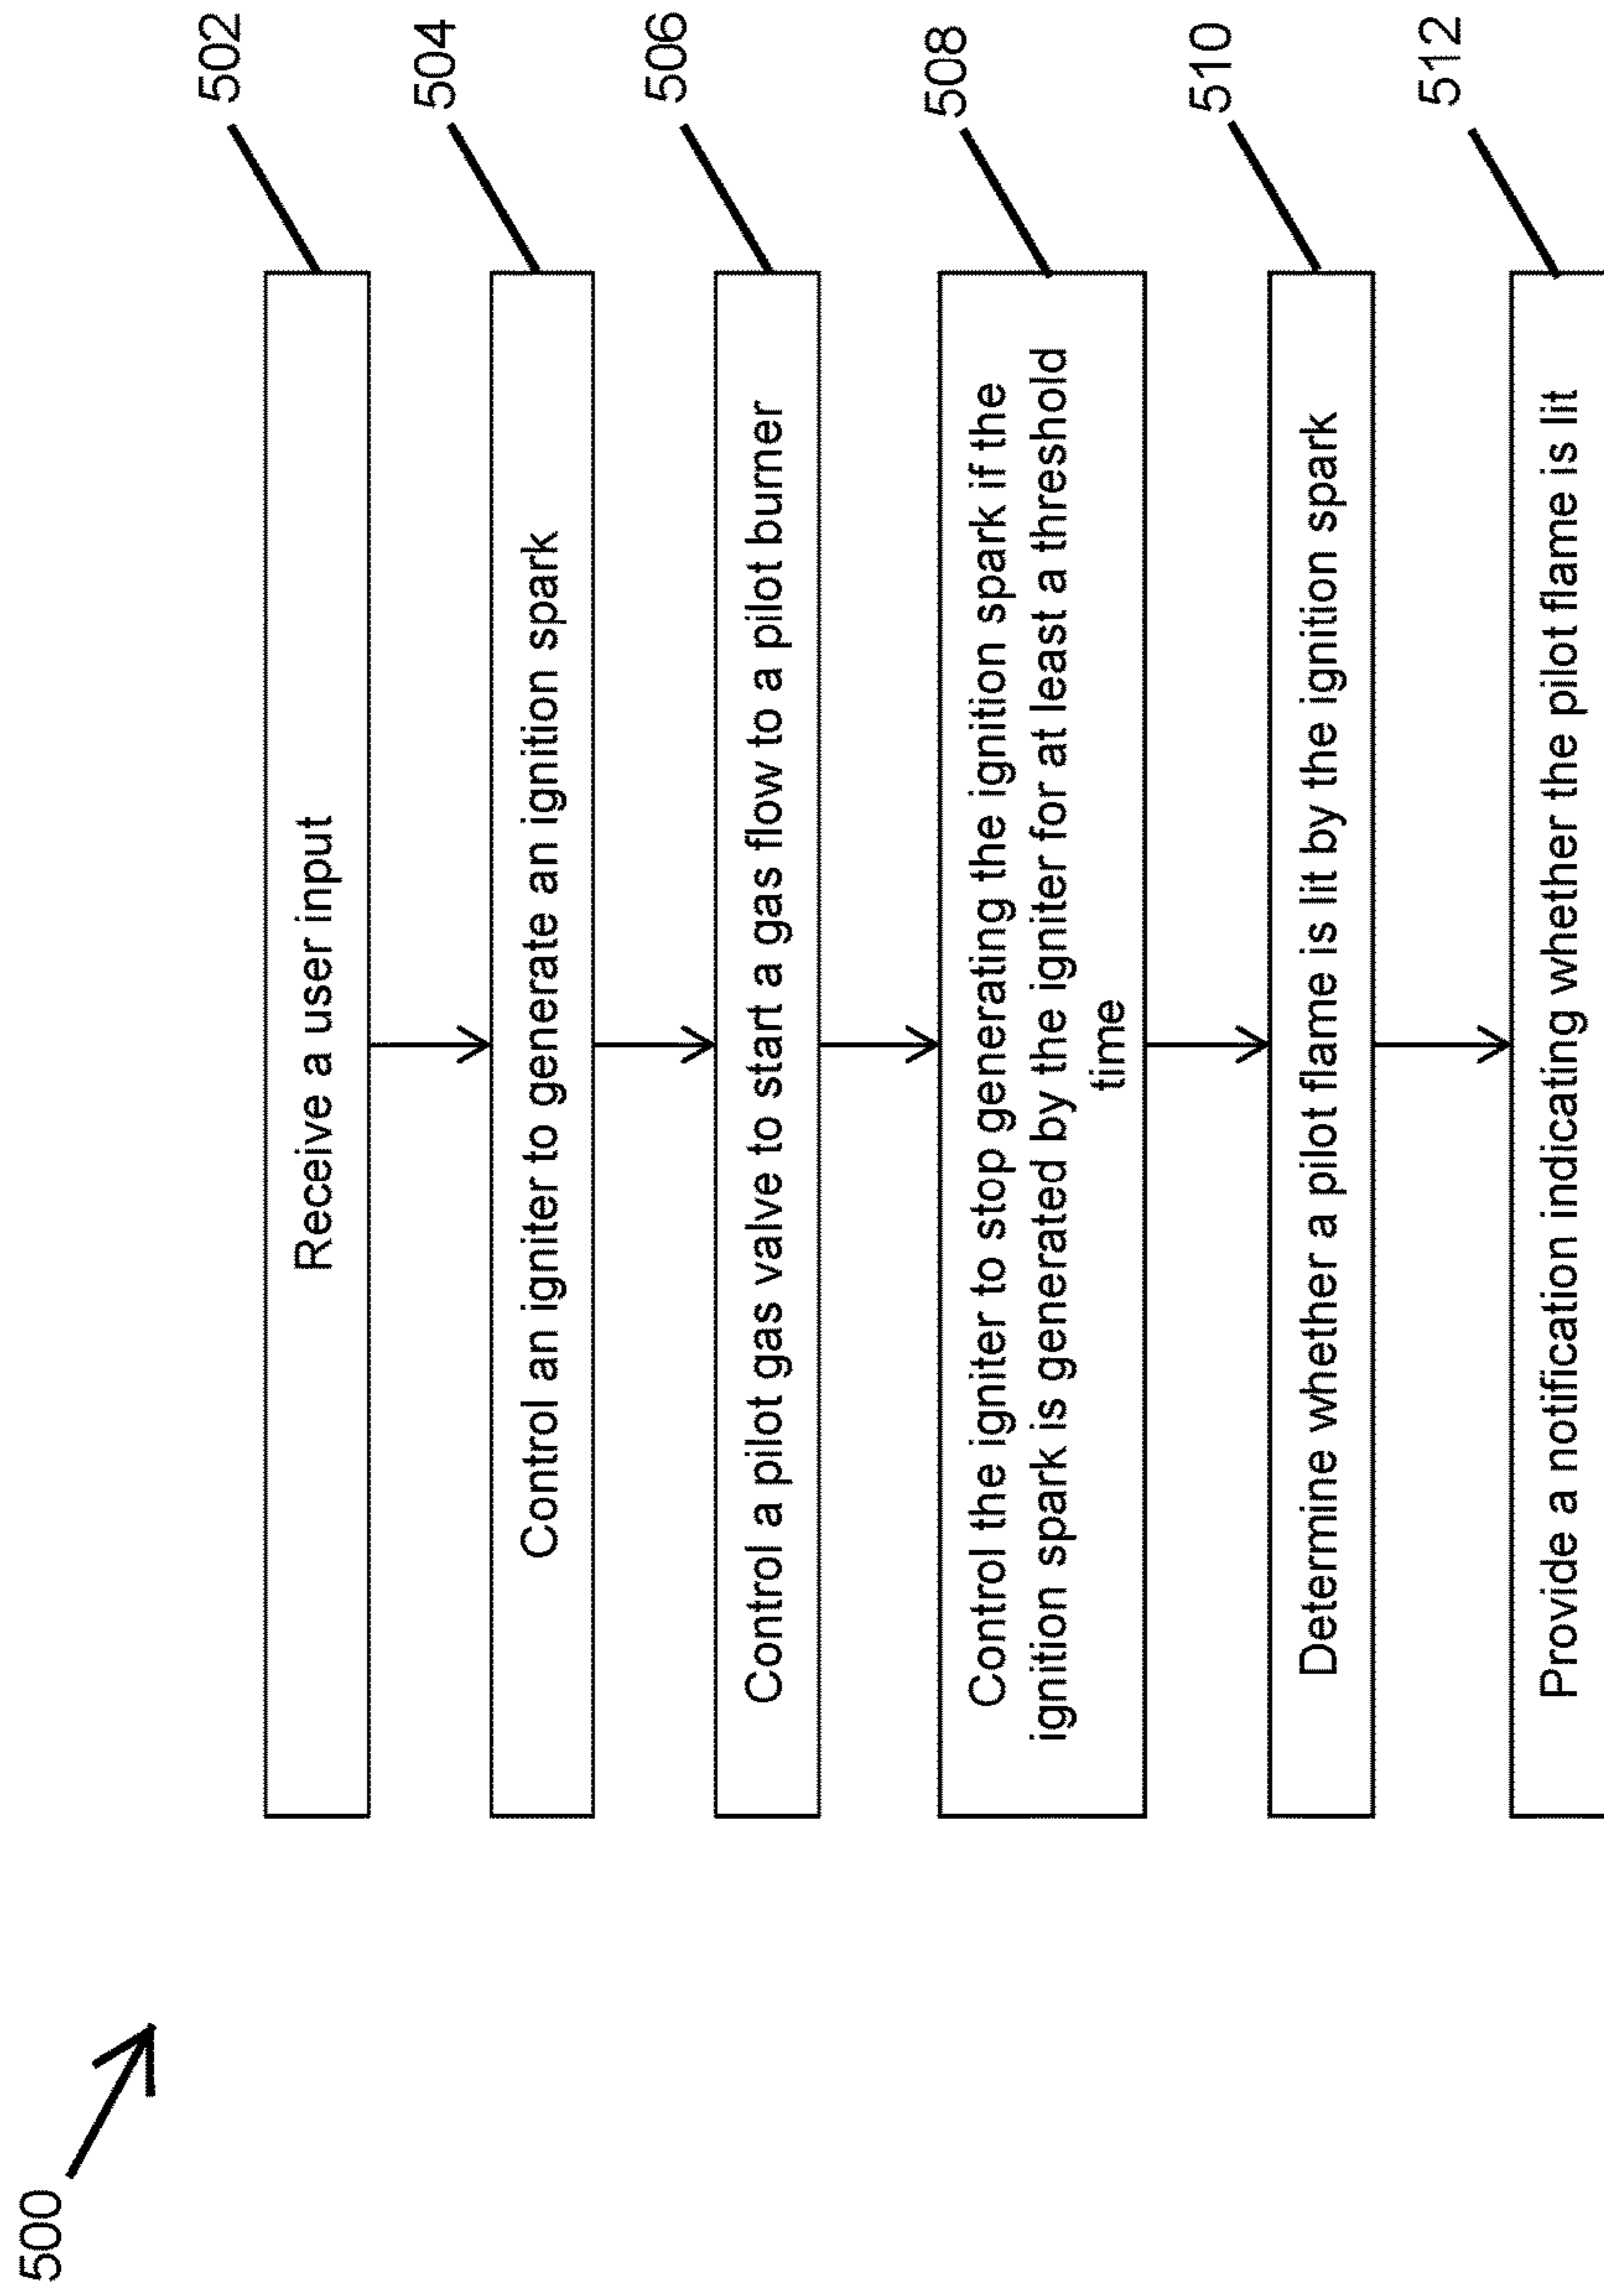 500
Receive a user input
502
Control an igniter to generate an ignition spark
504
Control a pilot gas valve to start a gas flow to a pilot burner
506
Control the igniter to stop generating the ignition spark if the
ignition spark is generated by the igniter for at least a threshold
time
508
Determine whether a pilot flame is lit by the ignition spark
510
Provide a notification indicating whether the pilot flame is lit
512